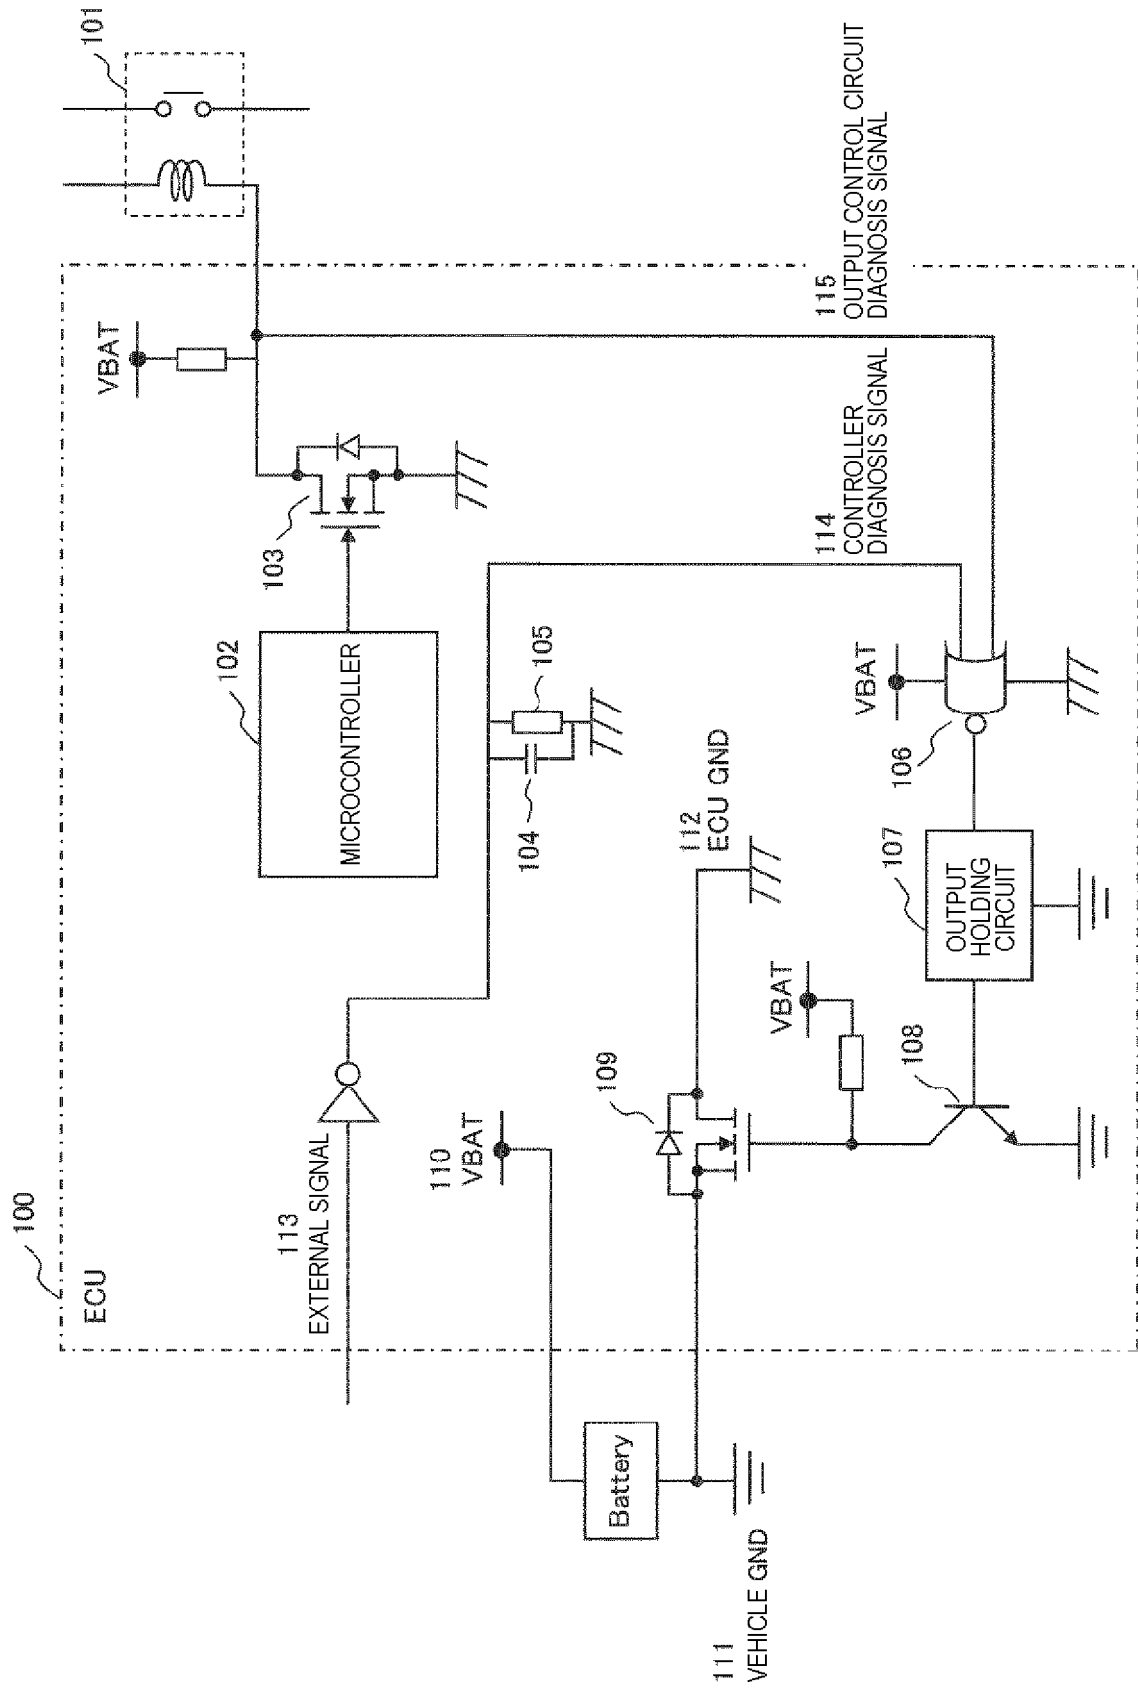 100
ECU
101
VBAT
102
MICROCONTROLLER
103
113
EXTERNAL SIGNAL
104
105
110
VBAT
Battery
111
VEHICLE GND
109
112
ECU GND
VBAT
108
107
OUTPUT
HOLDING
CIRCUIT
106
VBAT
114
CONTROLLER
DIAGNOSIS SIGNAL
115
OUTPUT CONTROL CIRCUIT
DIAGNOSIS SIGNAL